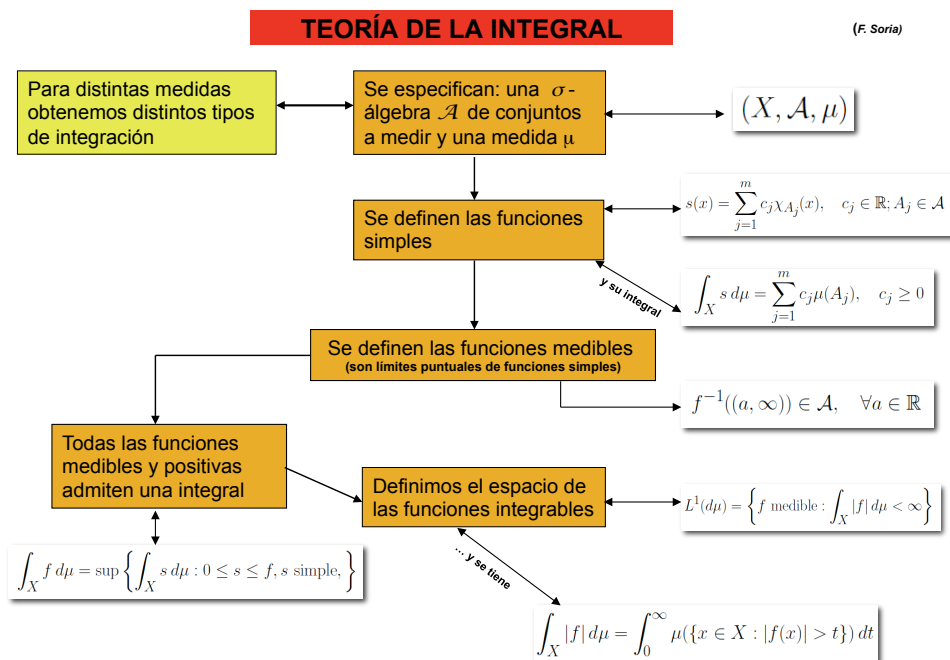 TEORÍA DE LA INTEGRAL
(F. Soria)
Para distintas medidas
obtenemos distintos tipos
de integración
Se especifican: una σ-
álgebra 𝒜 de conjuntos
a medir y una medida μ
(X, 𝒜, μ)
Se definen las funciones
simples
s(x) = ∑_{j=1}^{m} c_j χ_{A_j}(x), c_j ∈ ℝ; A_j ∈ 𝒜
y su integral
∫_X s dμ = ∑_{j=1}^{m} c_j μ(A_j), c_j ≥ 0
Se definen las funciones medibles
(son límites puntuales de funciones simples)
f^{-1}((a, ∞)) ∈ 𝒜, ∀a ∈ ℝ
Todas las funciones
medibles y positivas
admiten una integral
Definimos el espacio de
las funciones integrables
L^1(dμ) = {f medible : ∫_X |f| dμ < ∞}
∫_X f dμ = sup {∫_X s dμ : 0 ≤ s ≤ f, s simple, }
... y se tiene
∫_X |f| dμ = ∫_0^∞ μ({x ∈ X : |f(x)| > t}) dt